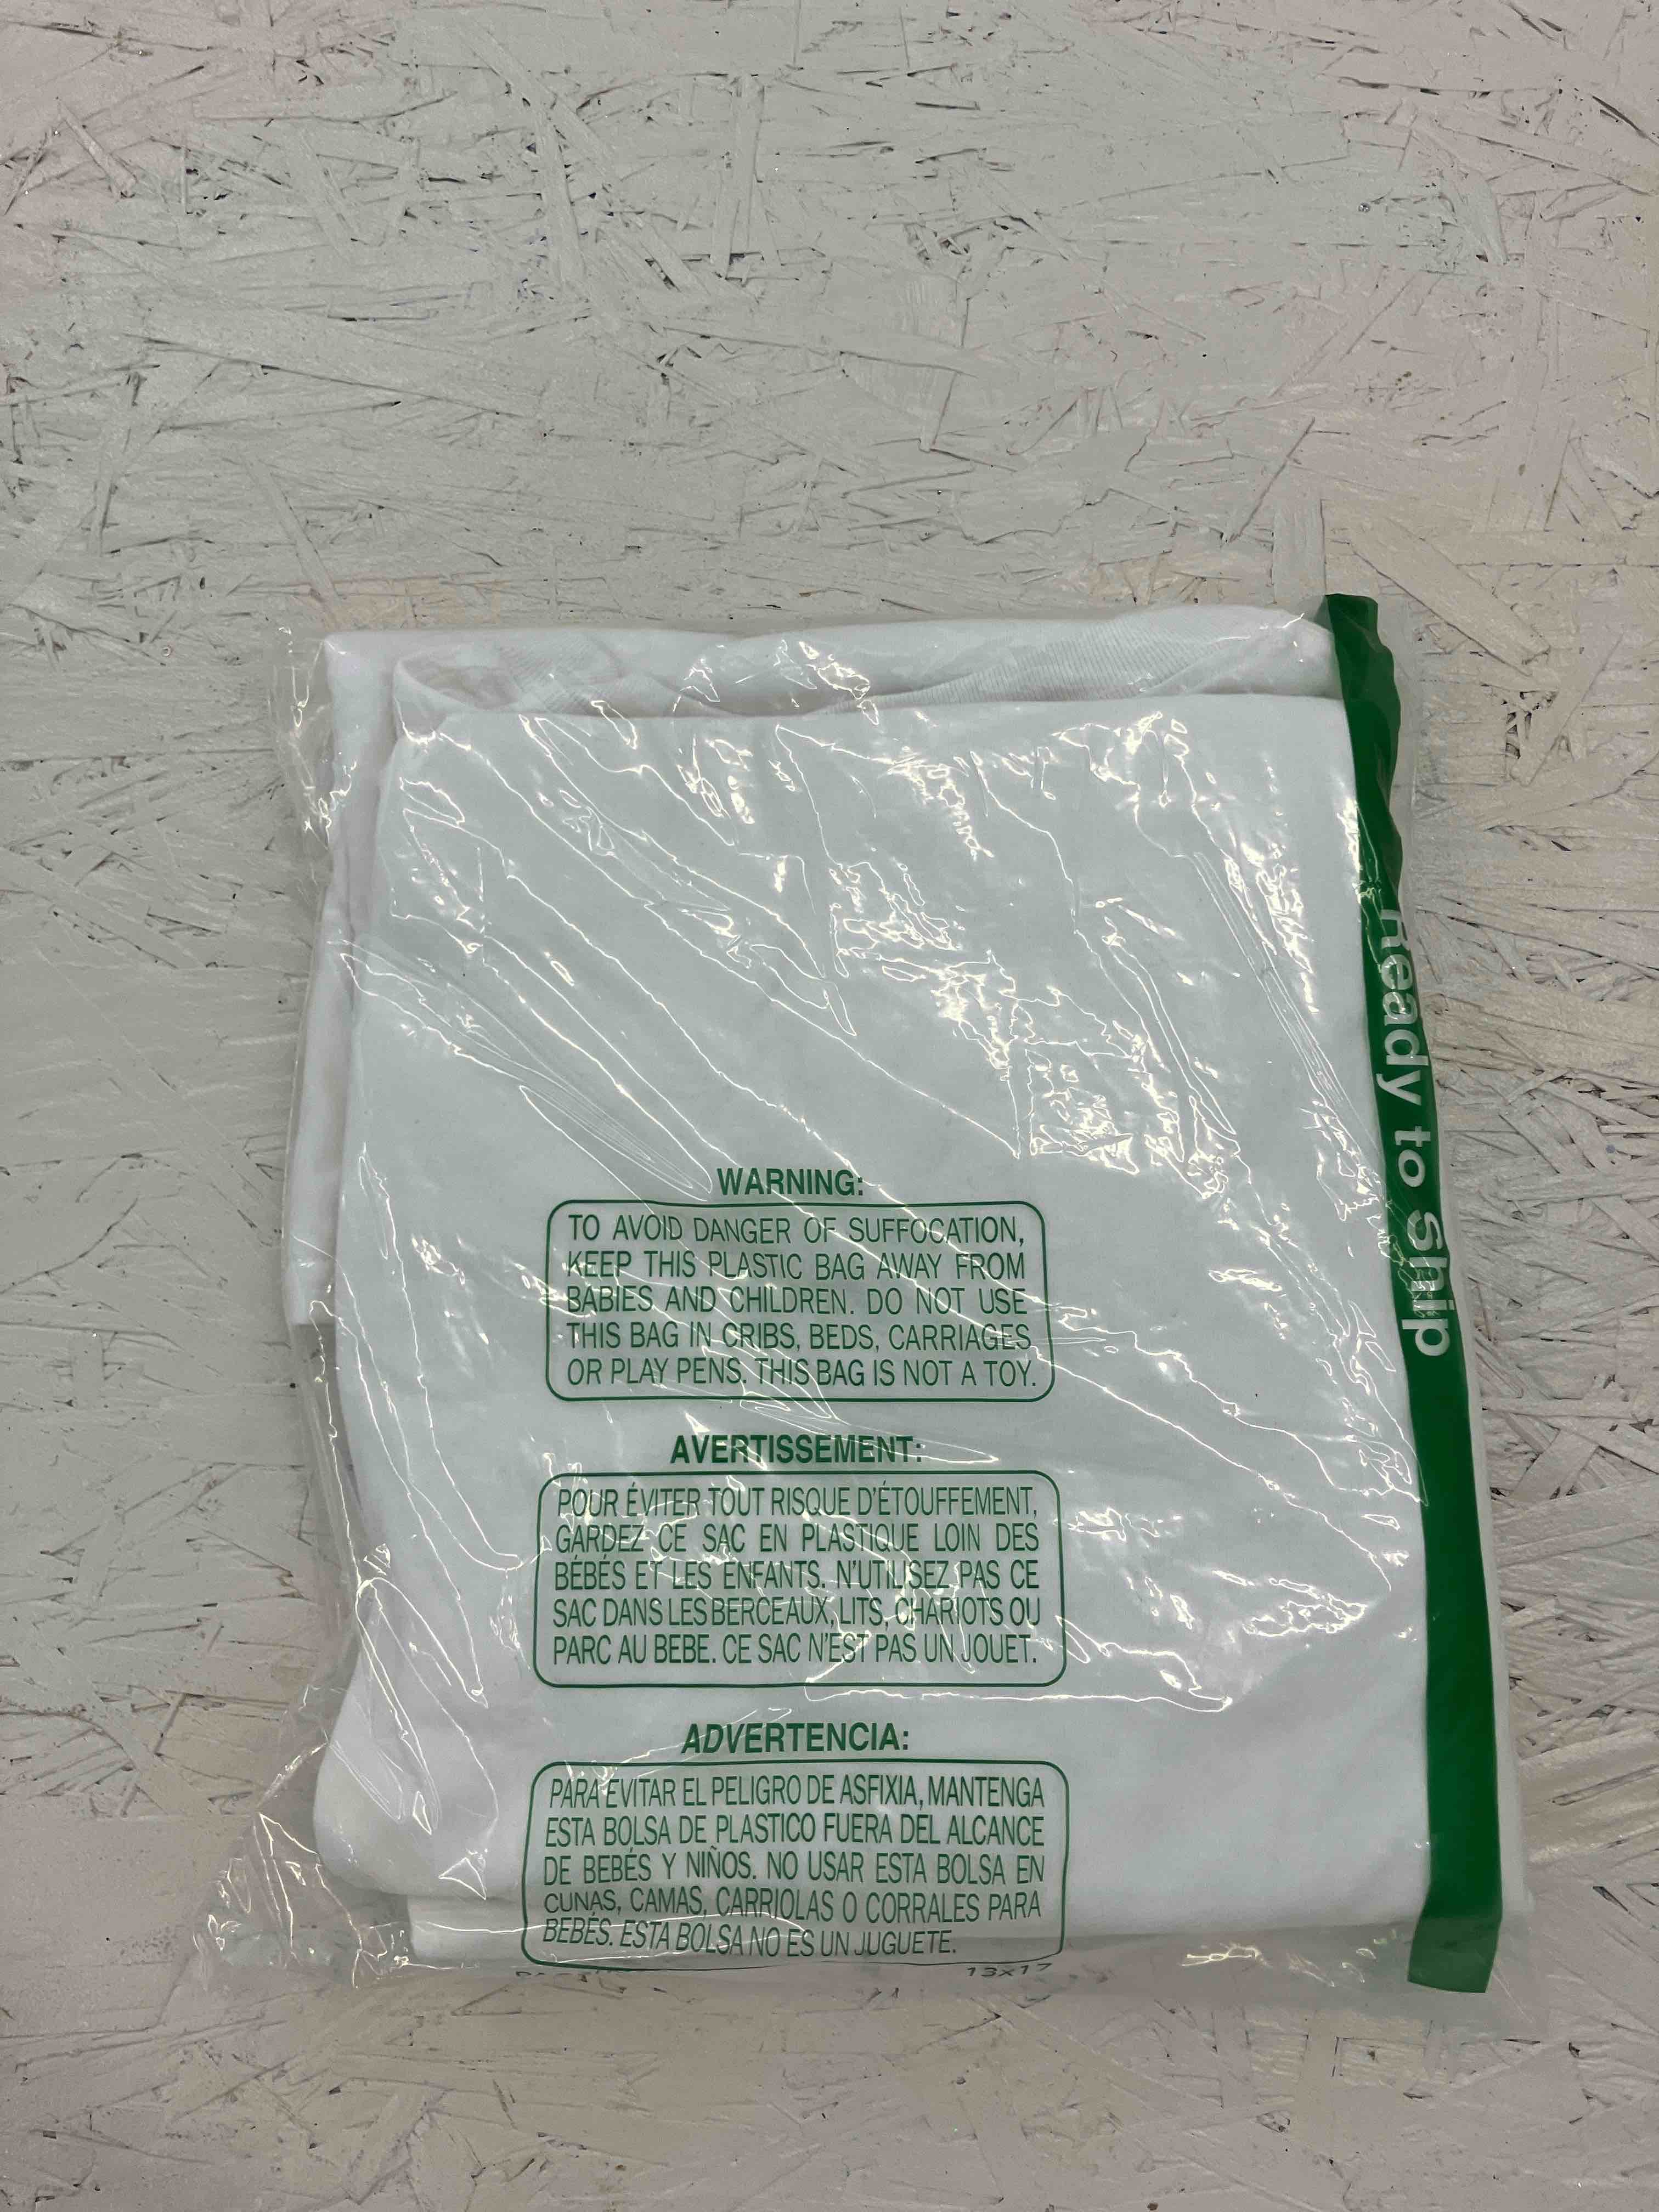 Ready to Ship
WARNING:
TO AVOID DANGER OF SUFFOCATION,
KEEP THIS PLASTIC BAG AWAY FROM
BABIES AND CHILDREN. DO NOT USE
THIS BAG IN CRIBS, BEDS, CARRIAGES
OR PLAY PENS. THIS BAG IS NOT A TOY.
AVERTISSEMENT:
POUR ÉVITER TOUT RISQUE D'ÉTOUFFEMENT,
GARDEZ CE SAC EN PLASTIQUE LOIN DES
BÉBÉS ET LES ENFANTS. N'UTILISEZ PAS CE
SAC DANS LES BERCEAUX, LITS, CHARIOTS OU
PARC AU BEBE. CE SAC N'EST PAS UN JOUET.
ADVERTENCIA:
PARA EVITAR EL PELIGRO DE ASFIXIA, MANTENGA
ESTA BOLSA DE PLASTICO FUERA DEL ALCANCE
DE BEBÉS Y NIÑOS. NO USAR ESTA BOLSA EN
CUNAS, CAMAS, CARRIOLAS O CORRALES PARA
BEBÉS. ESTA BOLSA NO ES UN JUGUETE.
13x17